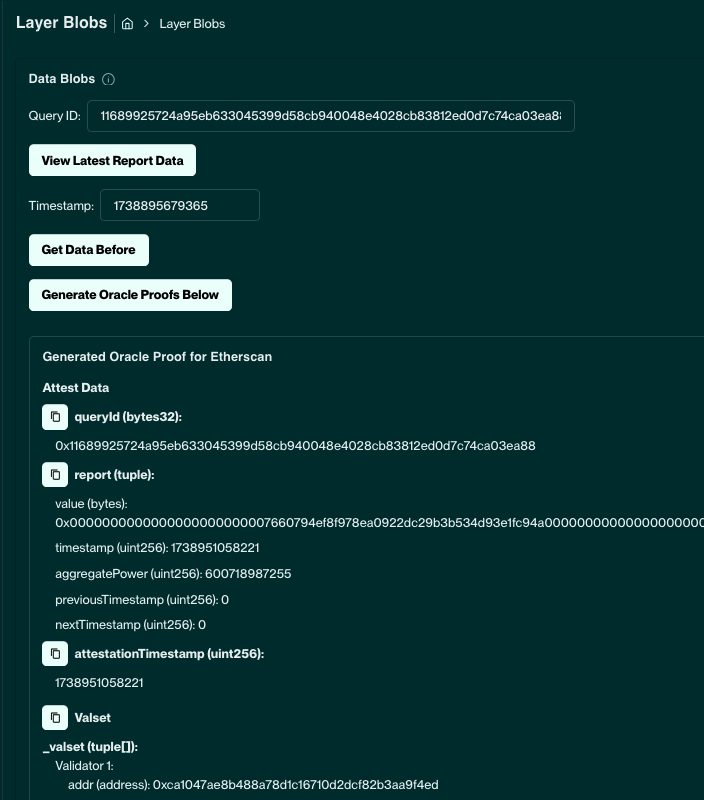 Layer Blobs
Layer Blobs
Data Blobs
Query ID: 11689925724a95eb633045399d58cb940048e4028cb83812ed0d7c74ca03ea8
View Latest Report Data
Timestamp: 1738895679365
Get Data Before
Generate Oracle Proofs Below
Generated Oracle Proof for Etherscan
Attest Data
queryId (bytes32):
0x11689925724a95eb633045399d58cb940048e4028cb83812ed0d7c74ca03ea88
report (tuple):
value (bytes):
0x0000000000000000000000007660794ef8f978ea0922dc29b3b534d93e1fc94a00000000000000000000
timestamp (uint256): 1738951058221
aggregatePower (uint256): 600718987255
previousTimestamp (uint256): 0
nextTimestamp (uint256): 0
attestationTimestamp (uint256):
1738951058221
Valset
_valset (tuple[]):
Validator 1:
addr (address): 0xca1047ae8b488a78d1c16710d2dcf82b3aa9f4ed